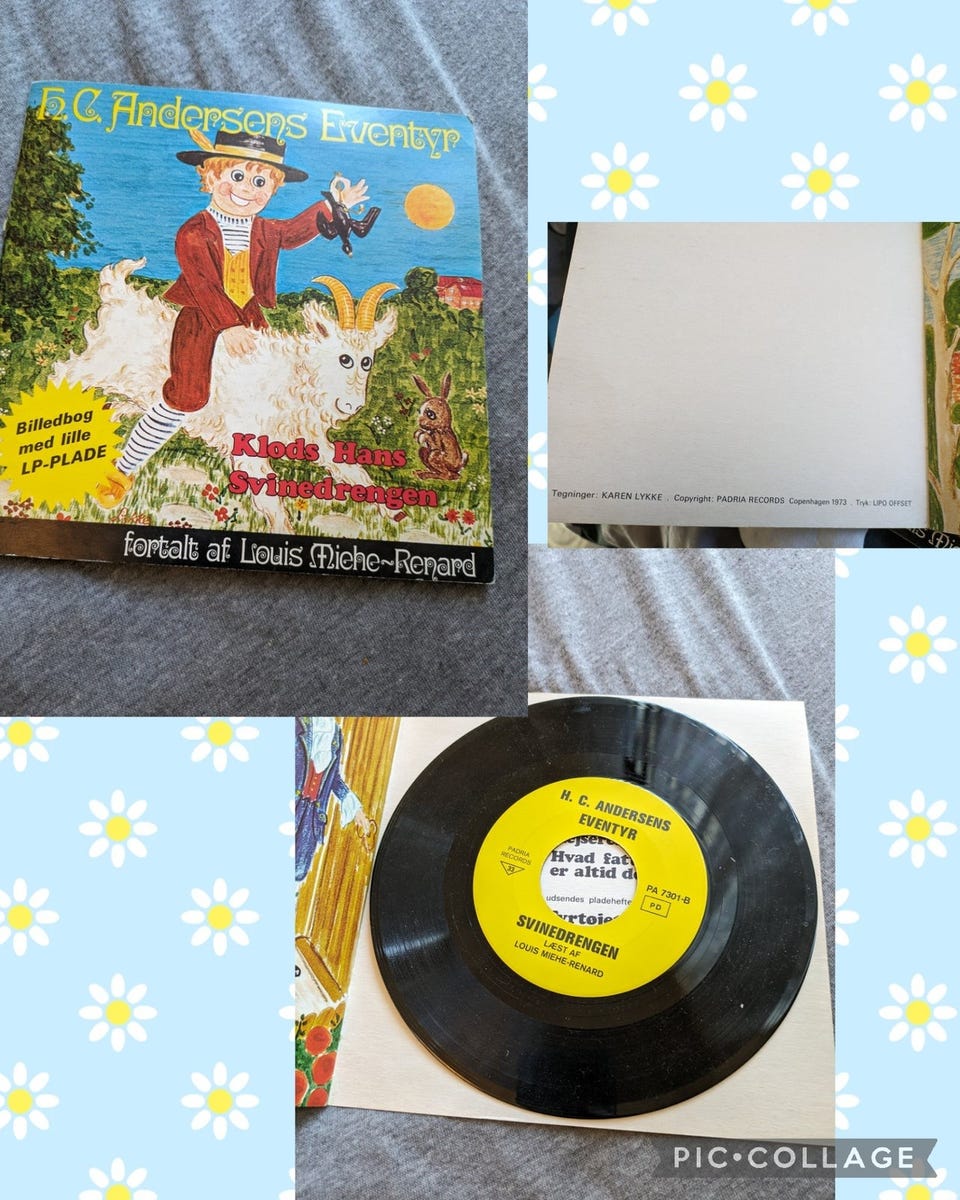 H.C. Andersens Eventyr
Billedbog
med lille
LP-PLADE
Klods Hans
Svinedrengen
fortalt af Louis Miehe-Renard
Tegninger: KAREN LYKKE . Copyright: PADRIA RECORDS Copenhagen 1973 . Tryk: LIPO OFFSET
H. C. ANDERSENS
EVENTYR
PADRIA
RECORDS
33
Hvad fat
er altid de
udsendes pladehefte
PA 7301-B
PD
SVINEDRENGEN
LÆST AF
LOUIS MIEHE-RENARD
PIC•COLLAGE